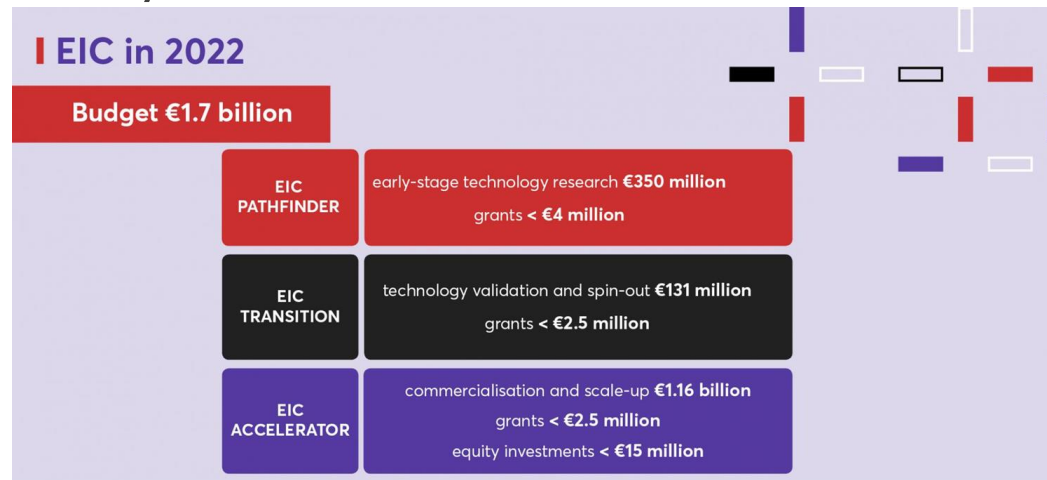 EIC in 2022
Budget €1.7 billion
EIC
PATHFINDER
early-stage technology research €350 million
grants < €4 million
EIC
TRANSITION
technology validation and spin-out €131 million
grants < €2.5 million
EIC
ACCELERATOR
commercialisation and scale-up €1.16 billion
grants < €2.5 million
equity investments < €15 million